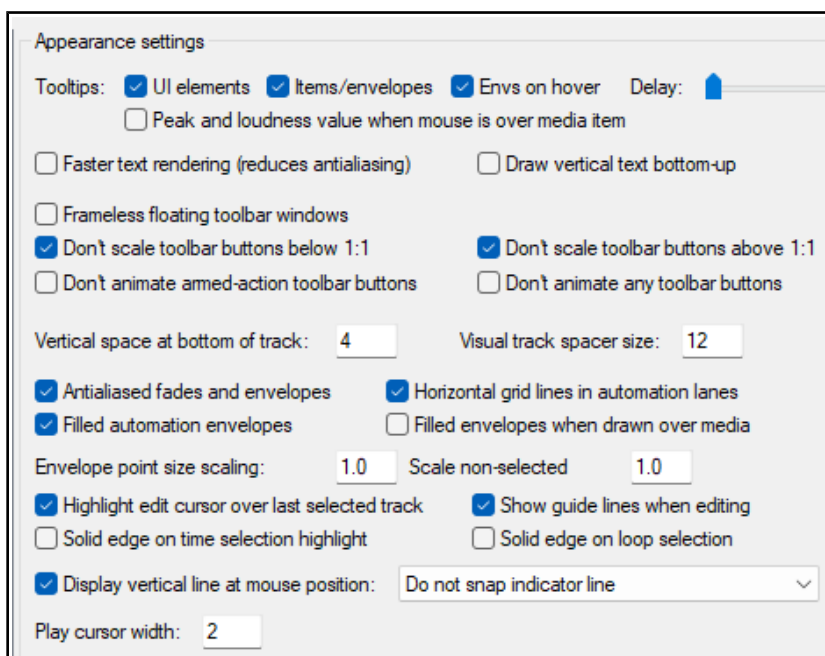 Appearance settings
Tooltips: UI elements Items/envelopes Envs on hover Delay:
Peak and loudness value when mouse is over media item
Faster text rendering (reduces antialiasing) Draw vertical text bottom-up
Frameless floating toolbar windows
Don't scale toolbar buttons below 1:1 Don't scale toolbar buttons above 1:1
Don't animate armed-action toolbar buttons Don't animate any toolbar buttons
Vertical space at bottom of track: 4 Visual track spacer size: 12
Antialiased fades and envelopes Horizontal grid lines in automation lanes
Filled automation envelopes Filled envelopes when drawn over media
Envelope point size scaling: 1.0 Scale non-selected 1.0
Highlight edit cursor over last selected track Show guide lines when editing
Solid edge on time selection highlight Solid edge on loop selection
Display vertical line at mouse position: Do not snap indicator line
Play cursor width: 2